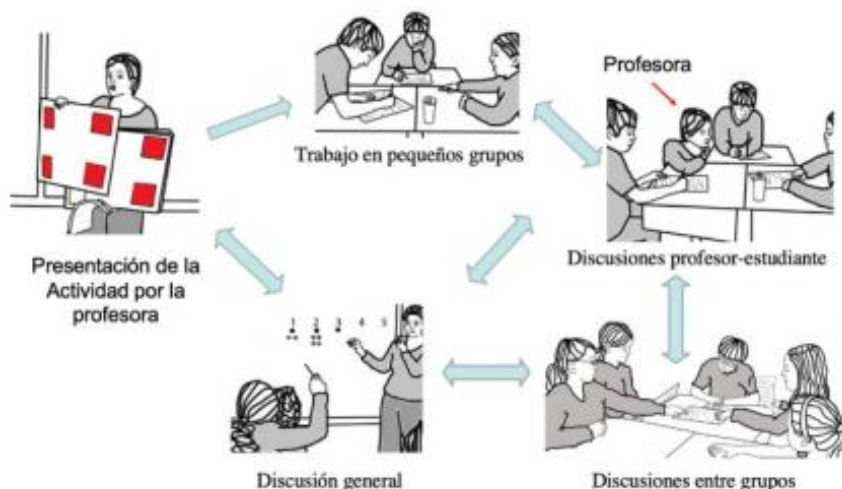 Profesora
Trabajo en pequeños grupos
Presentación de la
Actividad por la
profesora
Discusiones profesor-estudiante
1 2 3 4 5
Discusión general
Discusiones entre grupos